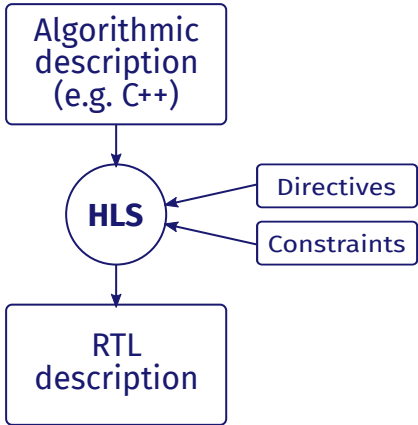 Algorithmic
description
(e.g. C++)
HLS
Directives
Constraints
RTL
description